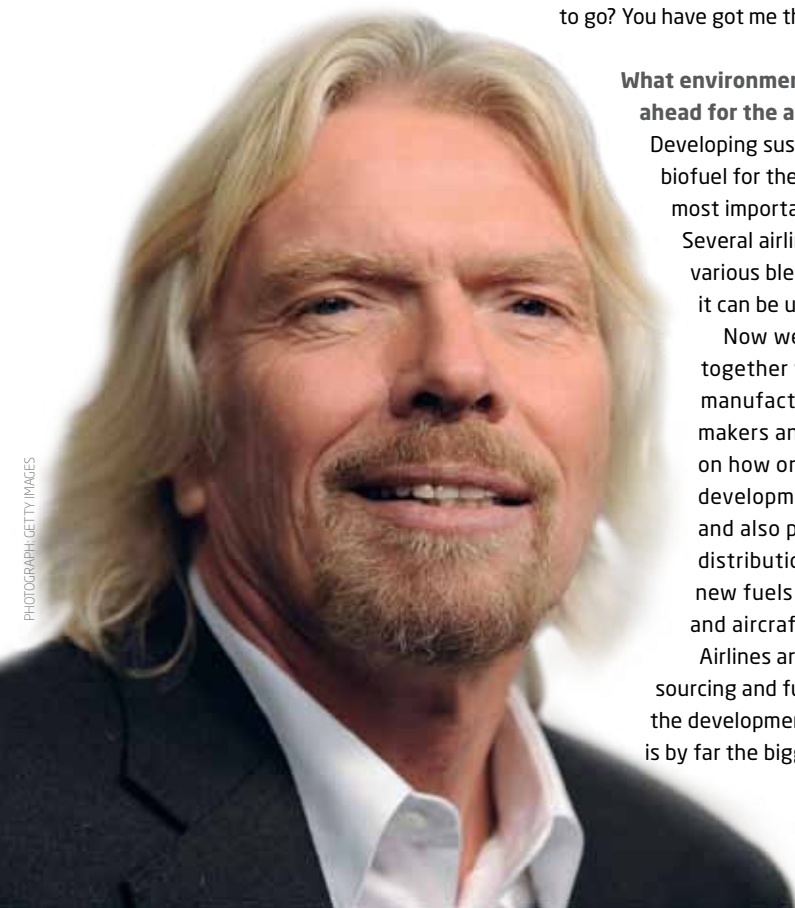 to go? You have got me th
What environmen
ahead for the a
Developing sus
biofuel for the
most importa
Several airlin
various ble
it can be u
Now we
together
manufact
makers an
on how or
developm
and also p
distributio
new fuels
and aircraf
Airlines ar
sourcing and fu
the developmen
is by far the bigg
PHOTOGRAPH: GETTY IMAGES